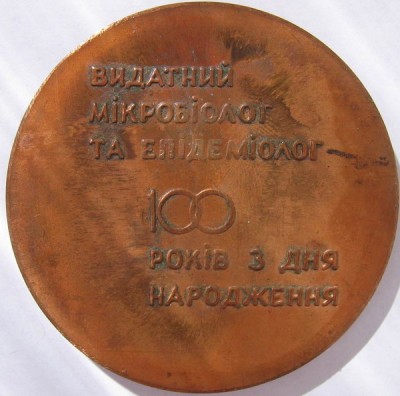 ВИДАТНИЙ
МІКРОБІОЛОГ
ТА ЕПІДЕМІОЛОГ
100
РОКІВ З ДНЯ
НАРОДЖЕННЯ